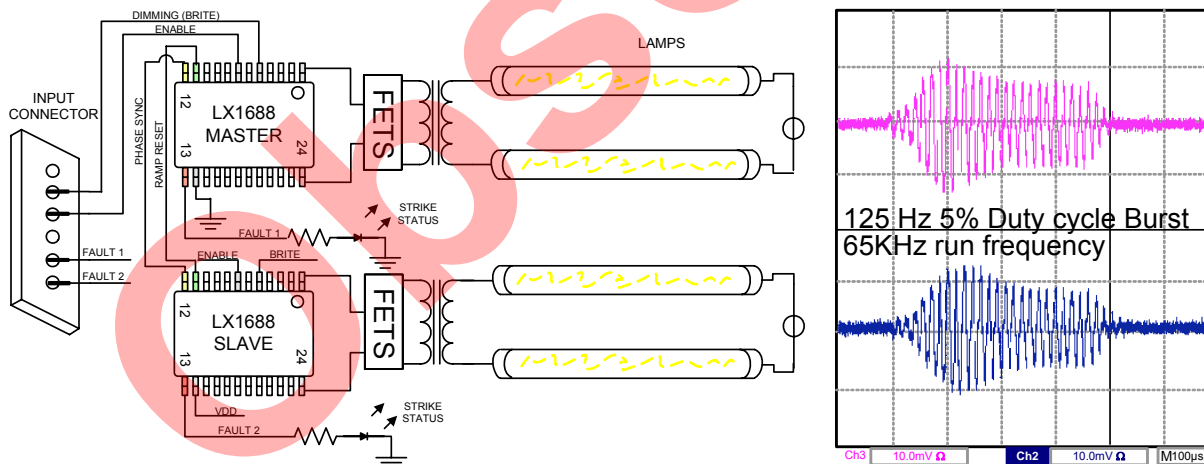 DIMMING (BRITE)
ENABLE
LAMPS
INPUT
CONNECTOR
PHASE SYNC
RAMP RESET
12
13
24
LX1688
MASTER
FETS
STRIKE
STATUS
FAULT 1
FAULT 1
FAULT 2
ENABLE
BRITE
12
13
24
LX1688
SLAVE
FETS
VDD
FAULT 2
STRIKE
STATUS
125 Hz 5% Duty cycle Burst
65KHz run frequency
Ch3 10.0mV Ω Ch2 10.0mV Ω M100µs